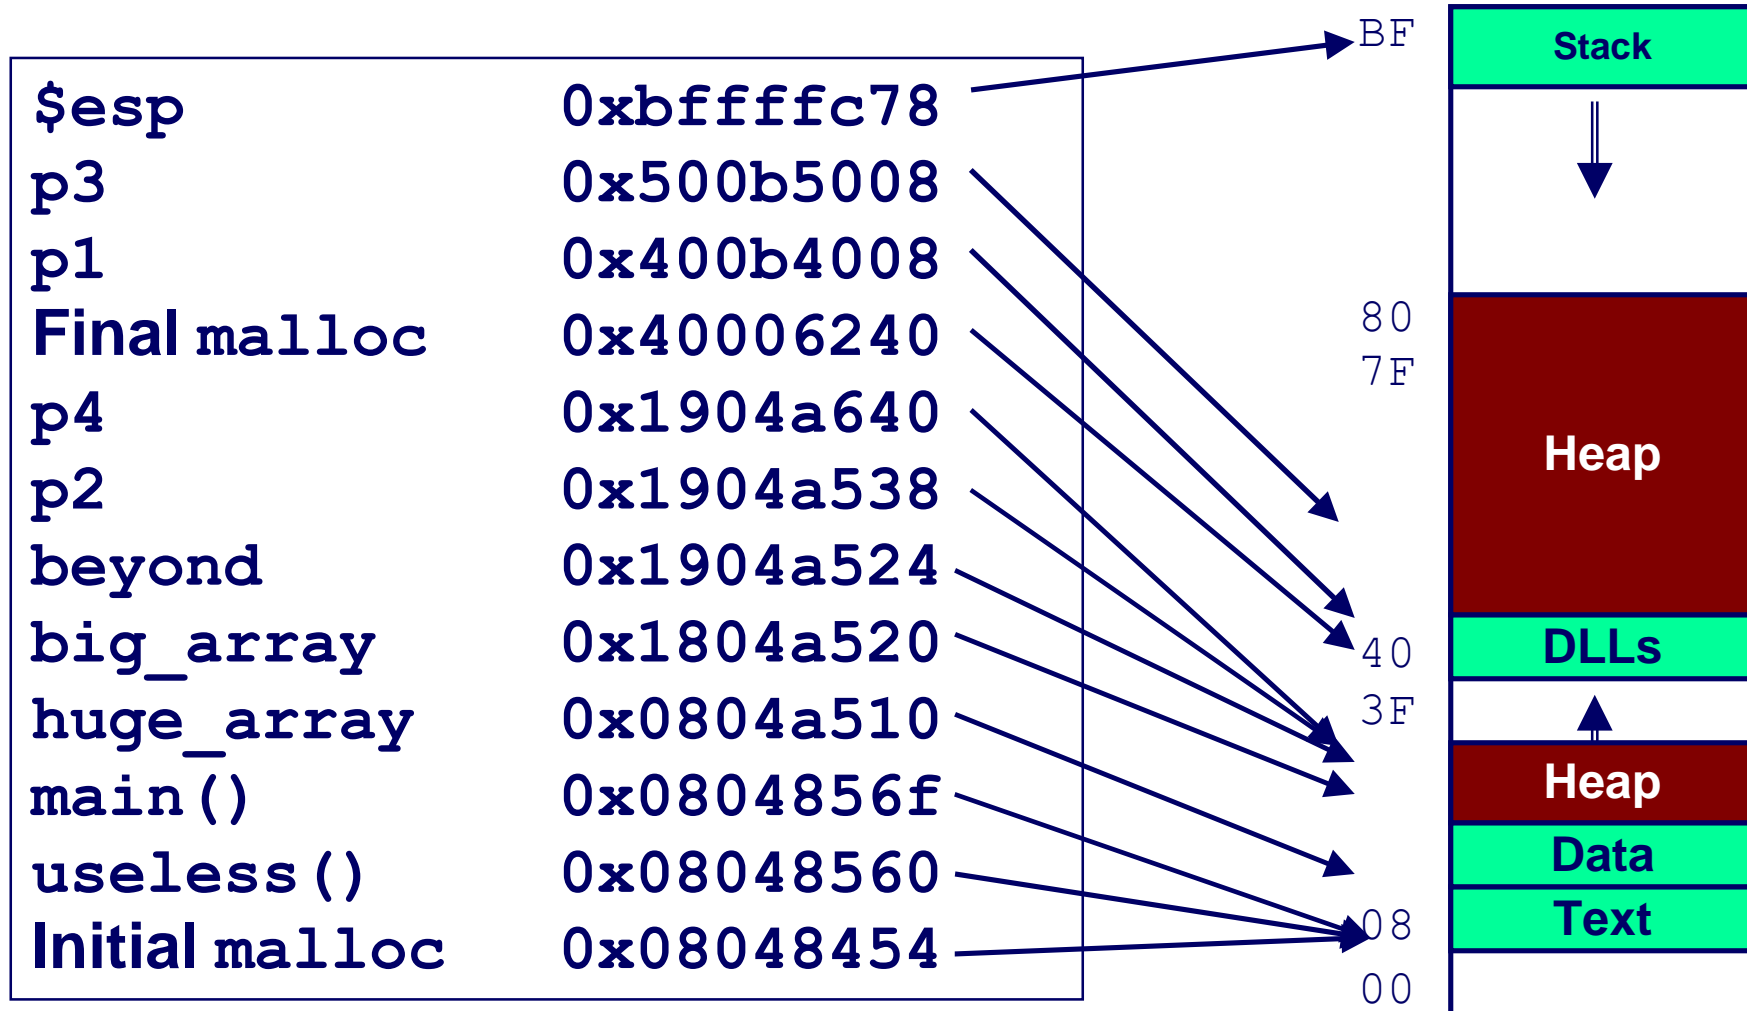 $esp 0xbffffc78
p3 0x500b5008
p1 0x400b4008
Final malloc 0x40006240
p4 0x1904a640
p2 0x1904a538
beyond 0x1904a524
big_array 0x1804a520
huge_array 0x0804a510
main() 0x0804856f
useless() 0x08048560
Initial malloc 0x08048454
BF
80
7F
40
3F
08
00
Stack
Heap
DLLs
Heap
Data
Text